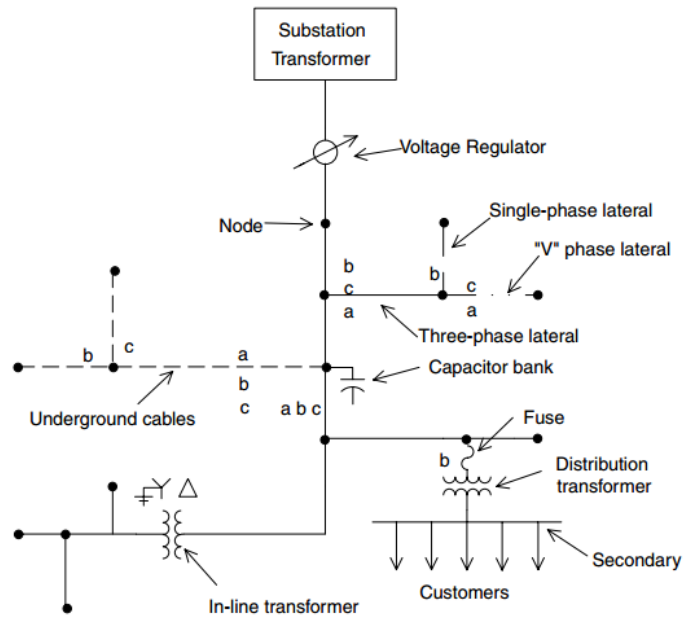 Substation
Transformer
Voltage Regulator
Node
Single-phase lateral
"V" phase lateral
b
c
a
b
c
a
Three-phase lateral
b
c
a
b
c
Underground cables
Capacitor bank
a b c
Fuse
b
Distribution
transformer
Secondary
Customers
In-line transformer